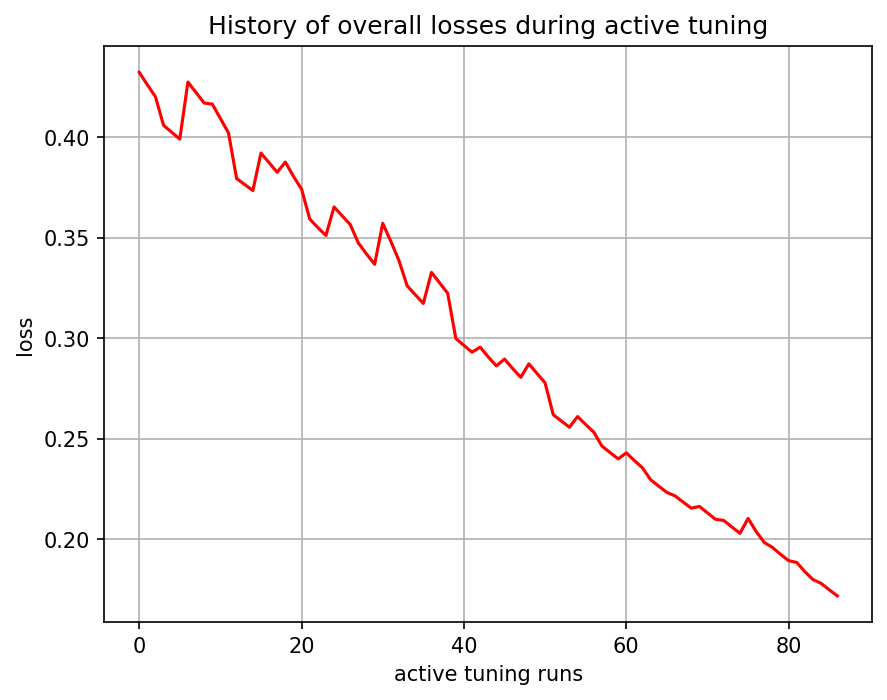 History of overall losses during active tuning
loss
0.40
0.35
0.30
0.25
0.20
0 20 40 60 80
active tuning runs